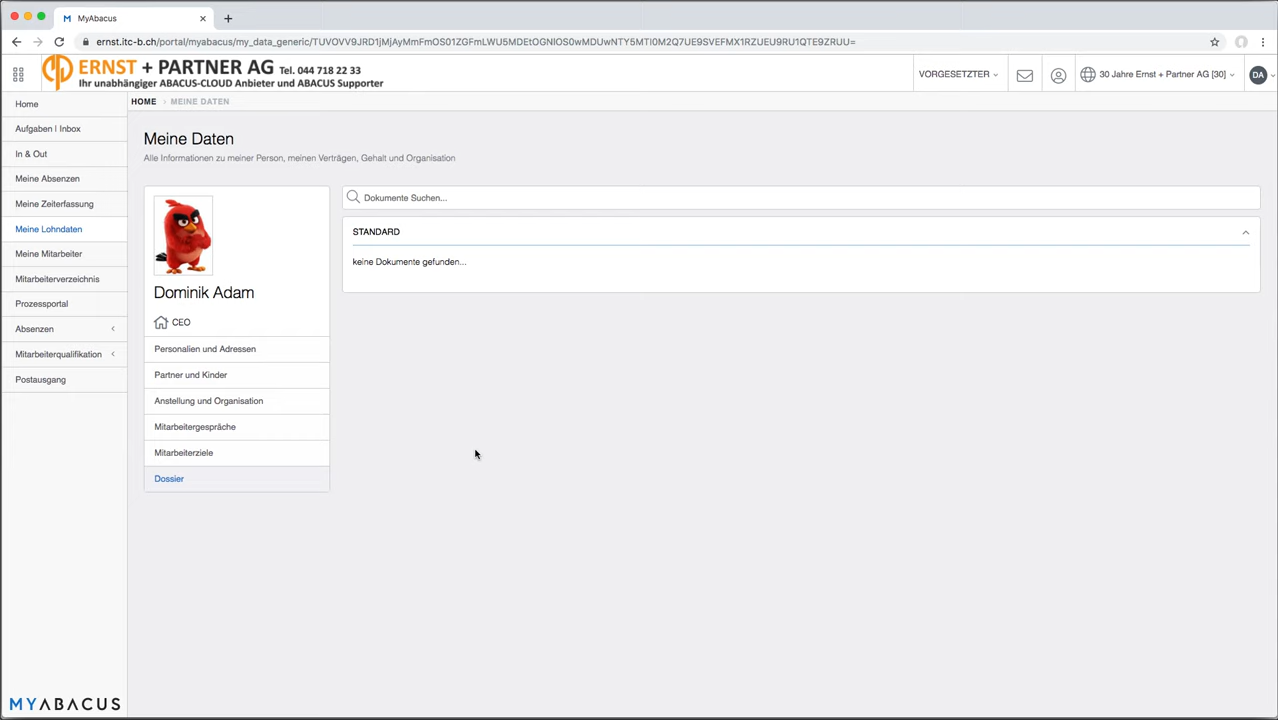 MyAbacus
ernst.itc-b.ch/portal/myabacus/my_data_generic/TUVOVV9JRD1jMjAyMmFmOS01ZGFmLWU5MDEtOGNIOS0wMDUwNTY5MTI0M2Q7UE9SVEFMX1RZUEU9RU1QTE9ZRUU=
ERNST + PARTNER AG Tel. 044 718 22 33
Ihr unabhängiger ABACUS-CLOUD Anbieter und ABACUS Supporter
VORGESETZTER
30 Jahre Ernst + Partner AG [30]
DA
Home
Aufgaben | Inbox
In & Out
Meine Absenzen
Meine Zeiterfassung
Meine Lohndaten
Meine Mitarbeiter
Mitarbeiterverzeichnis
Prozessportal
Absenzen
Mitarbeiterqualifikation
Postausgang
MYABACUS
HOME › MEINE DATEN
Meine Daten
Alle Informationen zu meiner Person, meinen Verträgen, Gehalt und Organisation
Dominik Adam
CEO
Personalien und Adressen
Partner und Kinder
Anstellung und Organisation
Mitarbeitergespräche
Mitarbeiterziele
Dossier
Dokumente Suchen...
STANDARD
keine Dokumente gefunden...